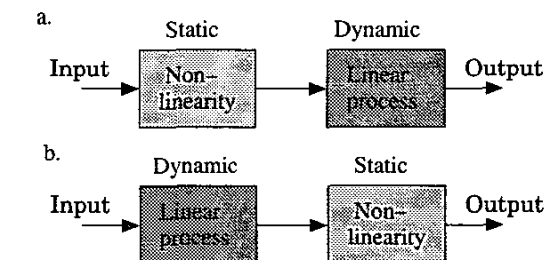 a.
Static Dynamic
Input Non–
linearity Linear
process Output
b.
Dynamic Static
Input Linear
process Non–
linearity Output